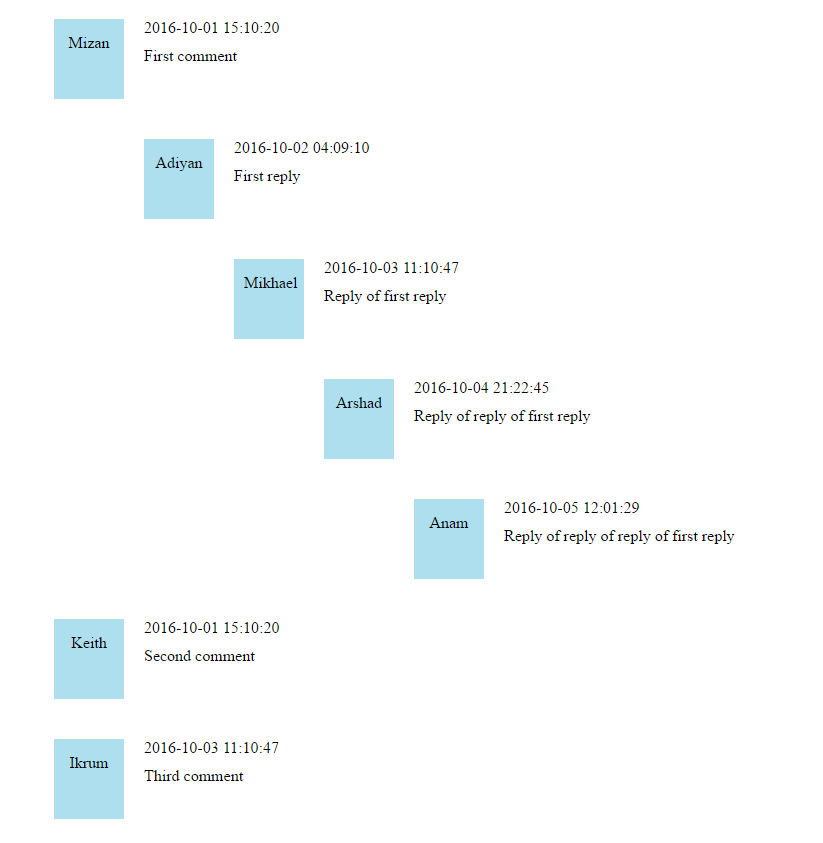 Mizan
2016-10-01 15:10:20
First comment
Adiyan
2016-10-02 04:09:10
First reply
Mikhael
2016-10-03 11:10:47
Reply of first reply
Arshad
2016-10-04 21:22:45
Reply of reply of first reply
Anam
2016-10-05 12:01:29
Reply of reply of reply of first reply
Keith
2016-10-01 15:10:20
Second comment
Ikrum
2016-10-03 11:10:47
Third comment